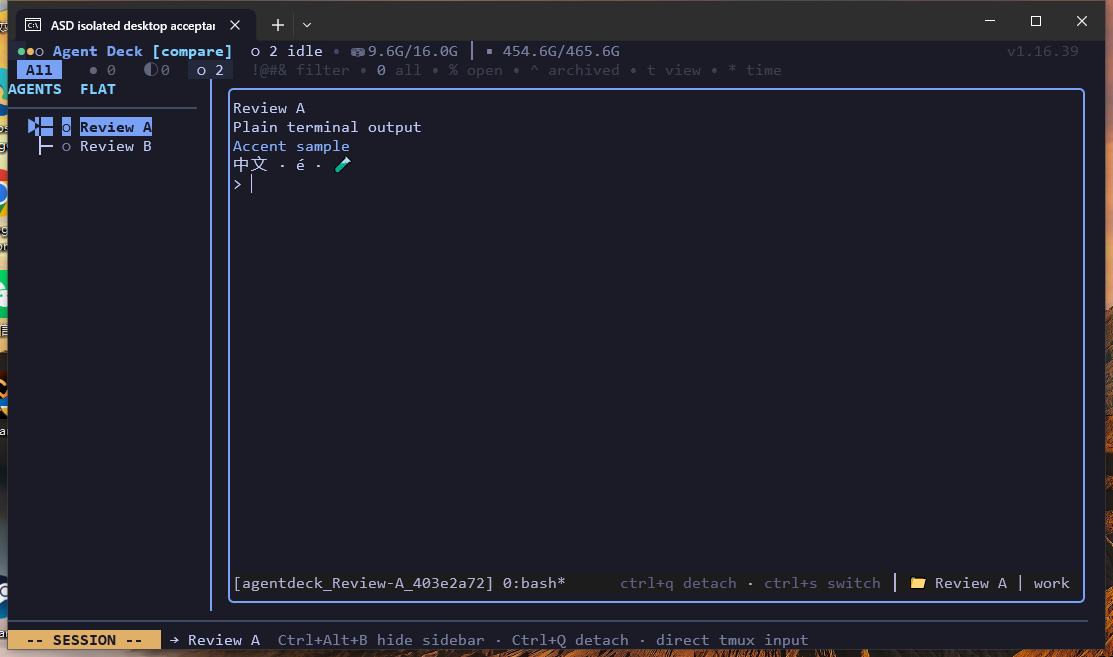 ASD isolated desktop acceptar
Agent Deck [compare] ○ 2 idle • 9.6G/16.0G │ ▪ 454.6G/465.6G v1.16.39
All ● 0 ◐0 ○ 2 !@#& filter • 0 all • % open • ^ archived • t view • * time
AGENTS FLAT
○ Review A
○ Review B
Review A
Plain terminal output
Accent sample
中文 · é · 🧪
>
[agentdeck_Review-A_403e2a72] 0:bash* ctrl+q detach · ctrl+s switch │ 📁 Review A | work
-- SESSION -- → Review A Ctrl+Alt+B hide sidebar · Ctrl+Q detach · direct tmux input